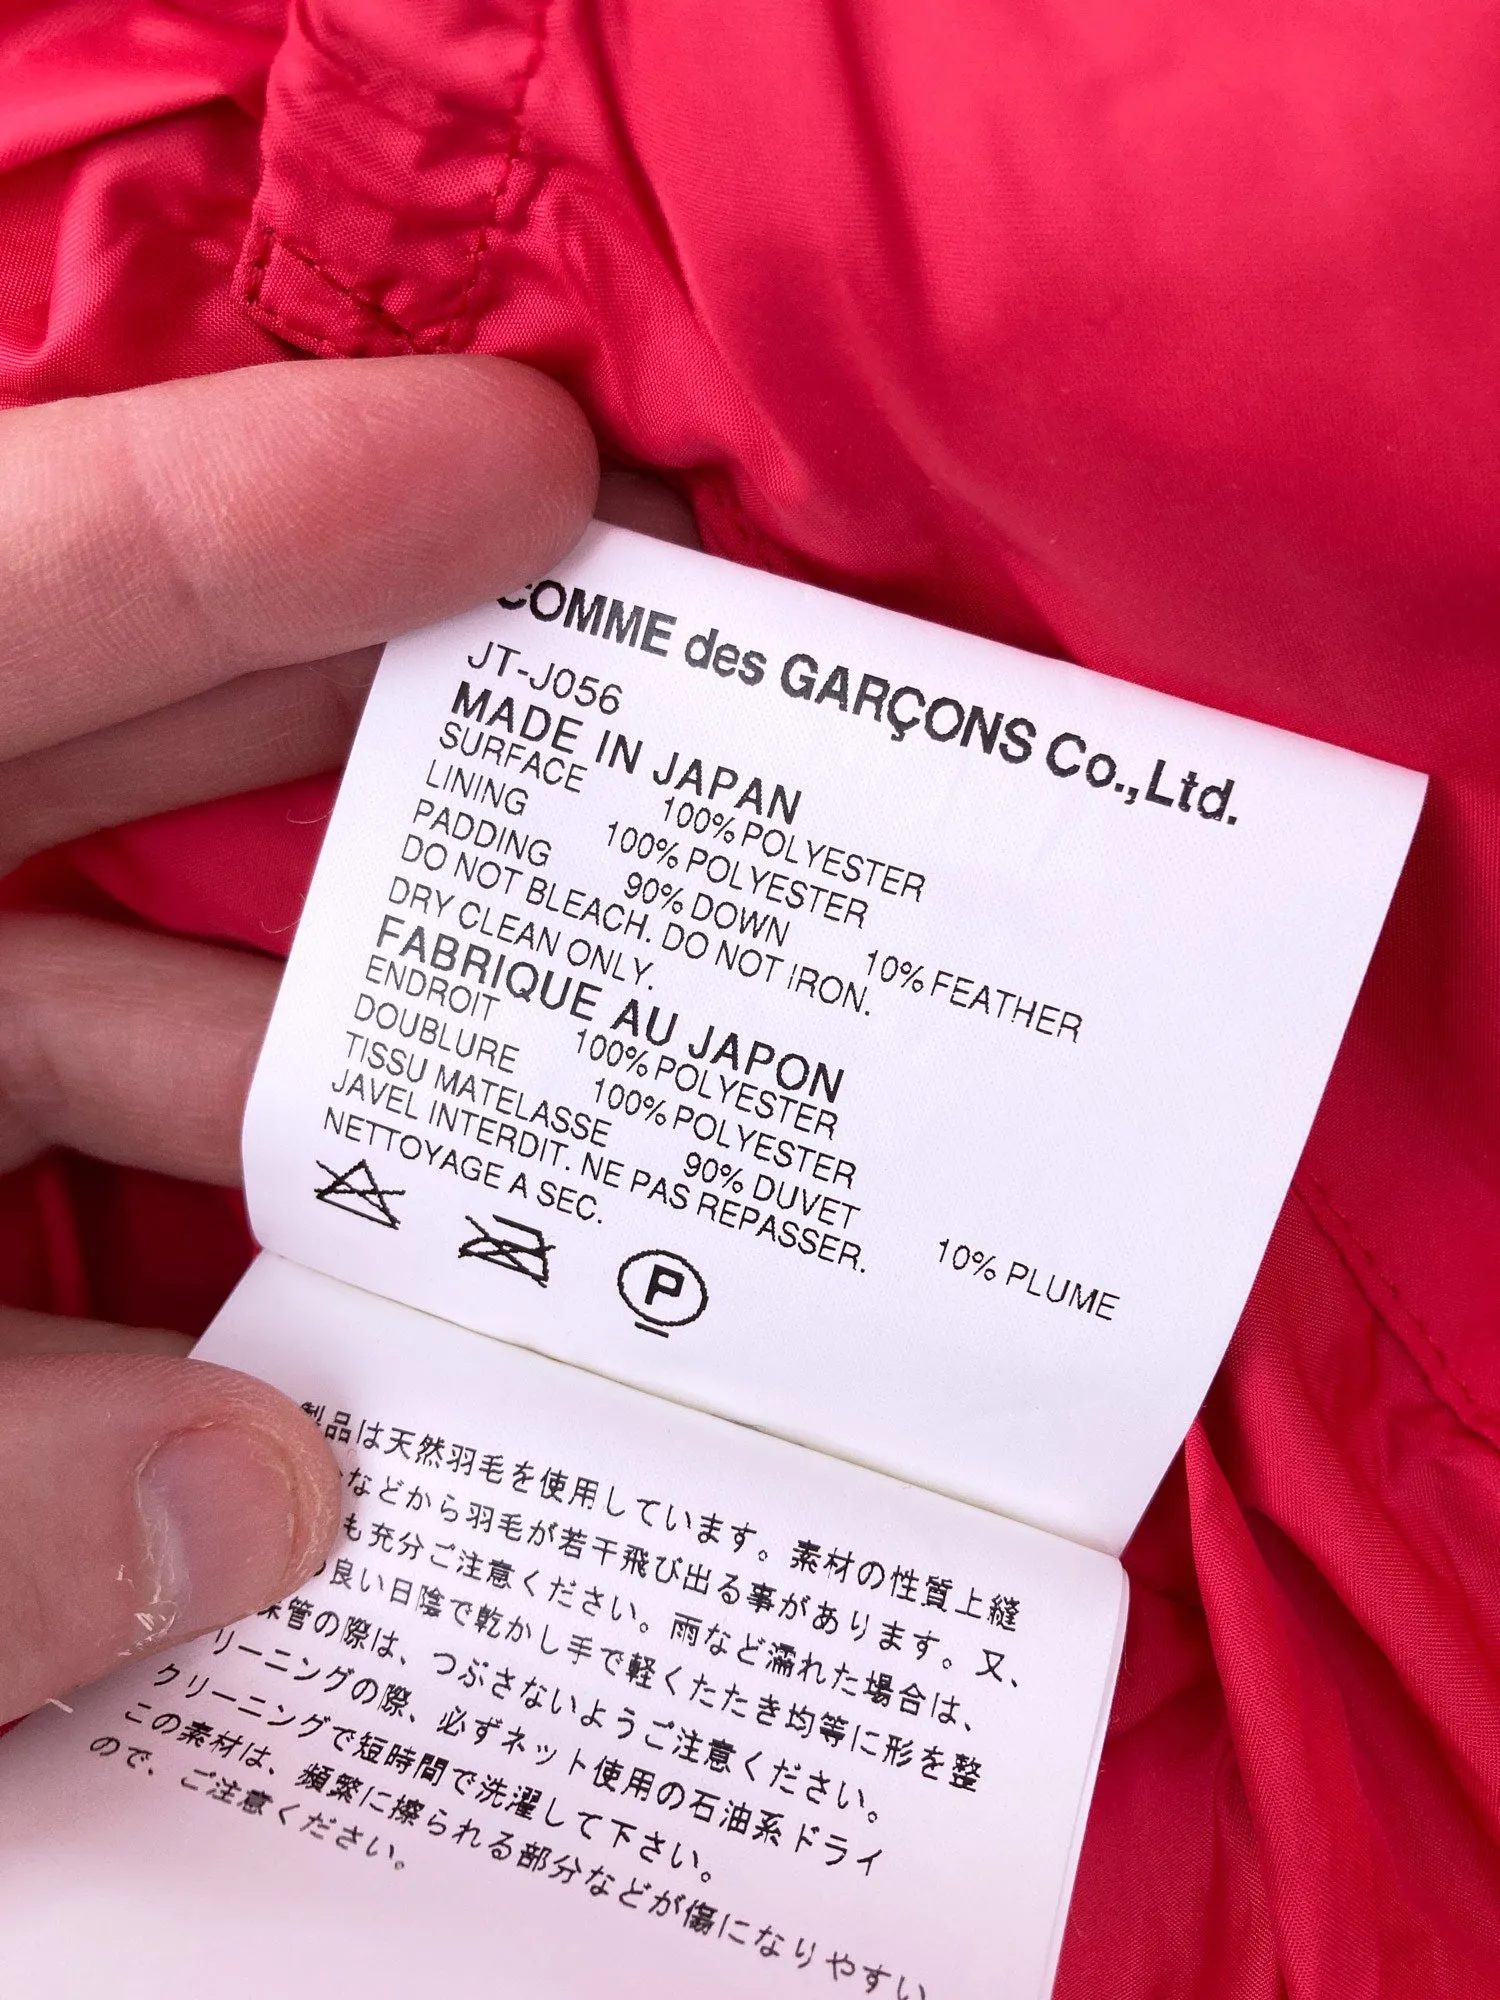 COMME des GARÇONS Co.,Ltd.
JT-J056
MADE IN JAPAN
SURFACE 100% POLYESTER
LINING 100% POLYESTER
PADDING 90% DOWN 10% FEATHER
DO NOT BLEACH. DO NOT IRON.
DRY CLEAN ONLY.
FABRIQUE AU JAPON
ENDROIT 100% POLYESTER
DOUBLURE 100% POLYESTER
TISSU MATELASSE 90% DUVET 10% PLUME
JAVEL INTERDIT. NE PAS REPASSER.
NETTOYAGE A SEC.
P
製品は天然羽毛を使用しています。素材の性質上縫
などから羽毛が若干飛び出る事があります。又、
も充分ご注意ください。雨など濡れた場合は、
良い日陰で乾かし手で軽くたたき均等に形を整
保管の際は、つぶさないようご注意ください。
リーニングの際、必ずネット使用の石油系ドライ
クリーニングで短時間で洗濯して下さい。
この素材は、頻繁に擦られる部分などが傷になりやすい
ので、ご注意ください。